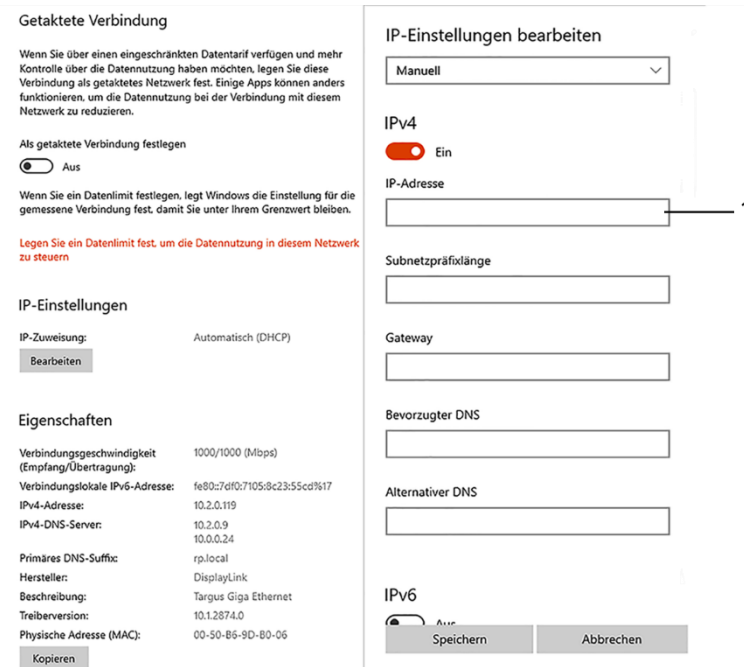 Getaktete Verbindung
Wenn Sie über einen eingeschränkten Datentarif verfügen und mehr
Kontrolle über die Datennutzung haben möchten, legen Sie diese
Verbindung als getaktetes Netzwerk fest. Einige Apps können anders
funktionieren, um die Datennutzung bei der Verbindung mit diesem
Netzwerk zu reduzieren.
Als getaktete Verbindung festlegen
Aus
Wenn Sie ein Datenlimit festlegen, legt Windows die Einstellung für die
gemessene Verbindung fest, damit Sie unter Ihrem Grenzwert bleiben.
Legen Sie ein Datenlimit fest, um die Datennutzung in diesem Netzwerk
zu steuern
IP-Einstellungen
IP-Zuweisung: Automatisch (DHCP)
Bearbeiten
Eigenschaften
Verbindungsgeschwindigkeit 1000/1000 (Mbps)
(Empfang/Übertragung):
Verbindungslokale IPv6-Adresse: fe80::7df0:7105:8c23:55cd%17
IPv4-Adresse: 10.2.0.119
IPv4-DNS-Server: 10.2.0.9
10.0.0.24
Primäres DNS-Suffix: rp.local
Hersteller: DisplayLink
Beschreibung: Targus Giga Ethernet
Treiberversion: 10.1.2874.0
Physische Adresse (MAC): 00-50-B6-9D-B0-06
Kopieren
IP-Einstellungen bearbeiten
Manuell
IPv4
Ein
IP-Adresse
Subnetzpräfixlänge
Gateway
Bevorzugter DNS
Alternativer DNS
IPv6
Aus
Speichern Abbrechen